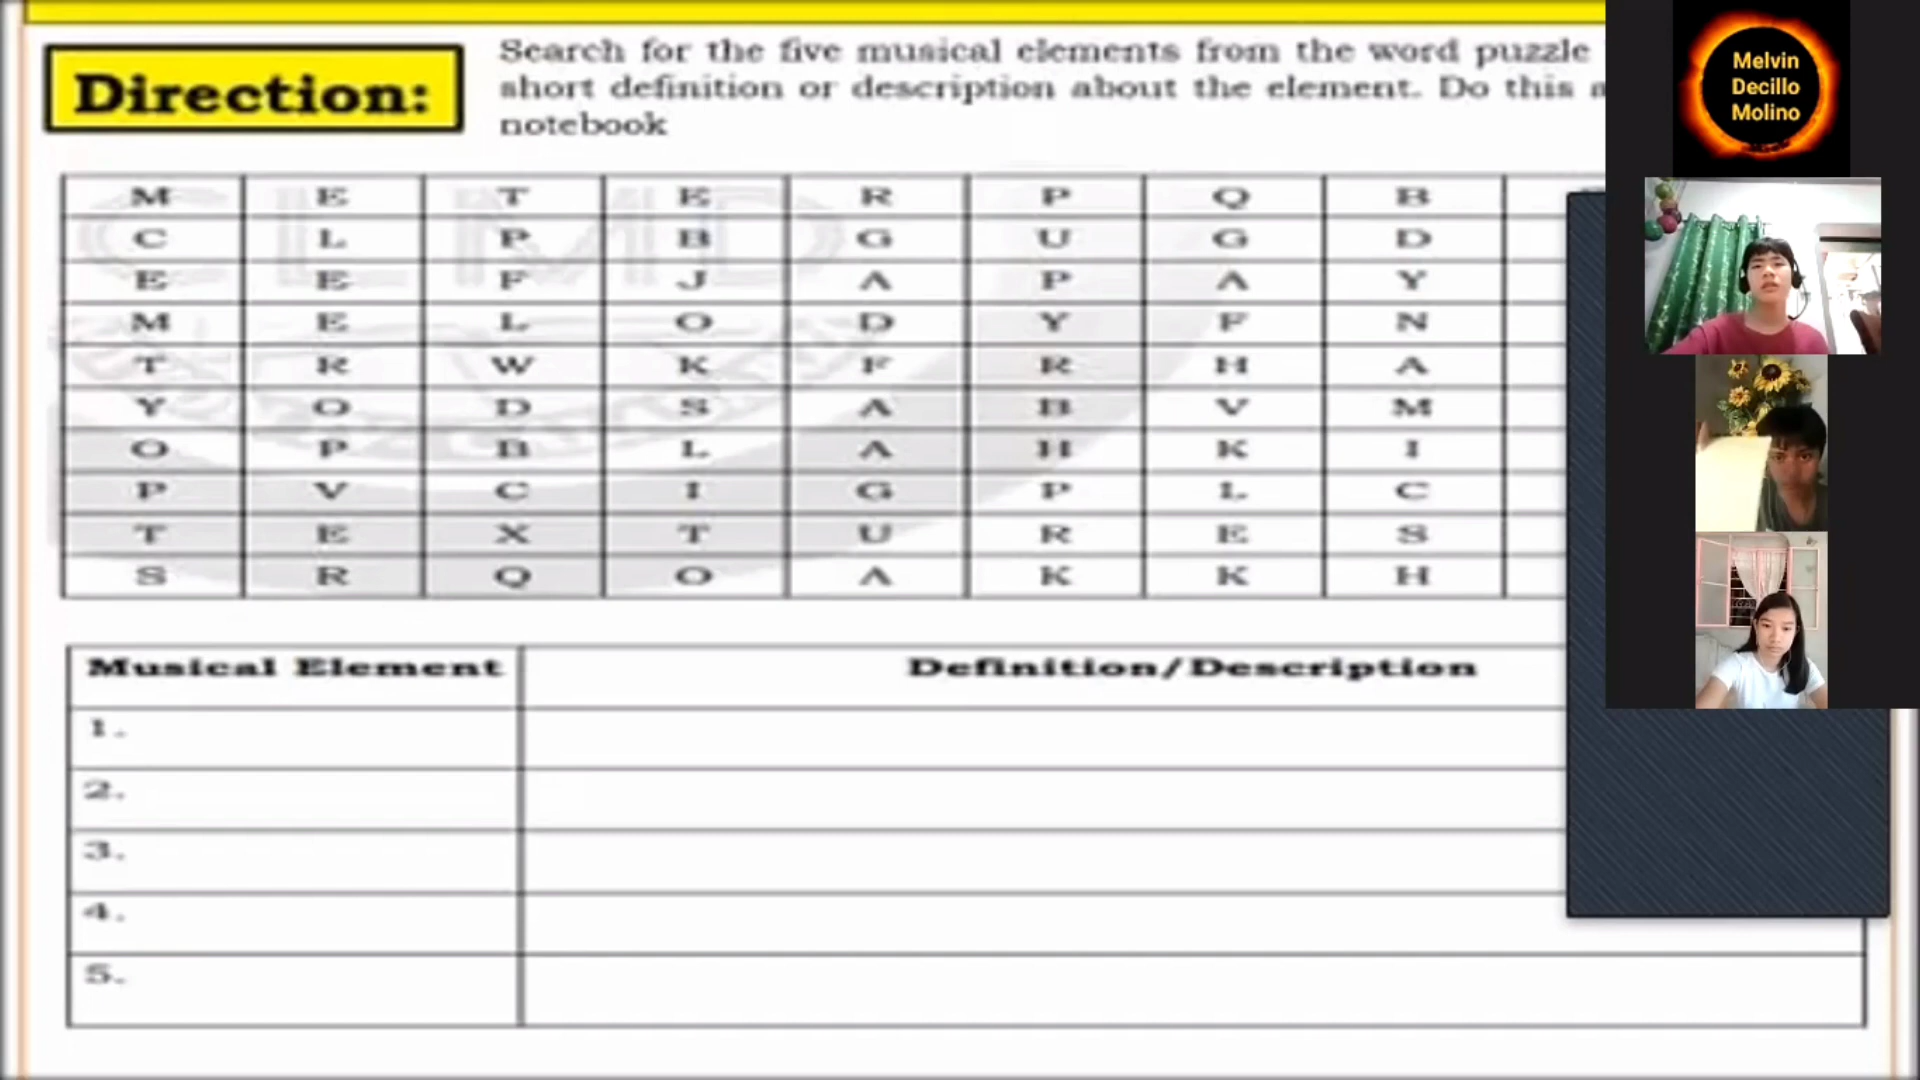 Direction:
Search for the five musical elements from the word puzzle
short definition or description about the element. Do this a
notebook
M E T E R P Q B
C L P B G U G D
E E F J A P A Y
M E L O D Y F N
T R W K F R H A
Y O D S A B V M
O P B L A H K I
P V C I G P L C
T E X T U R E S
S R Q O A K K H
Musical Element Definition/Description
1.
2.
3.
4.
5.
Melvin
Decillo
Molino
CLMD